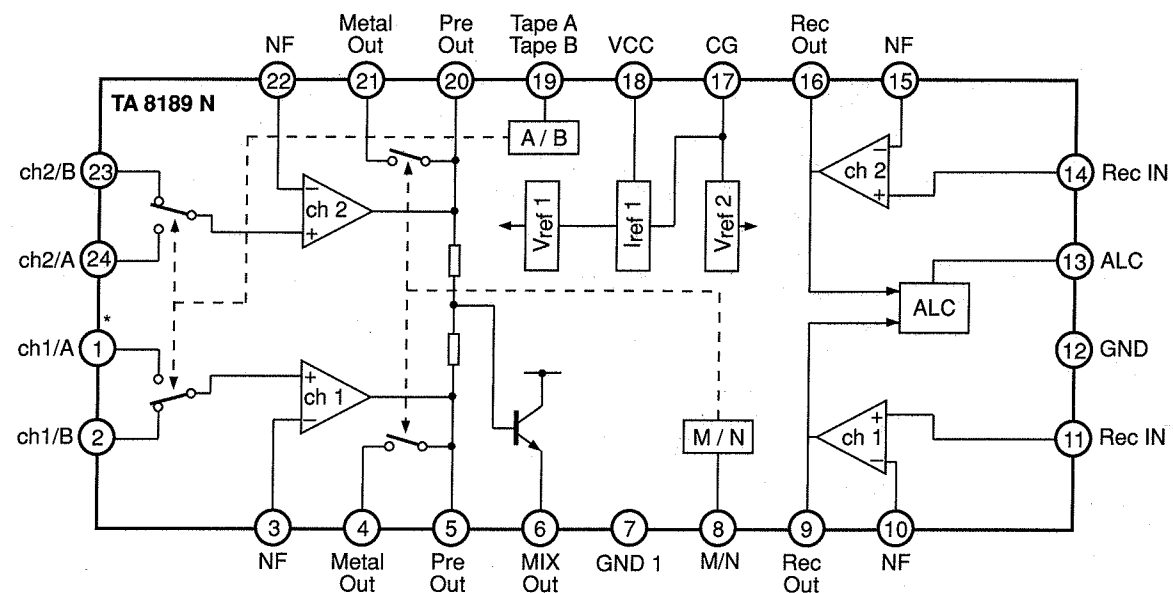 Metal Out
Pre Out
Tape A
Tape B
Rec Out
NF
VCC
CG
NF
22
21
20
19
18
17
16
15
TA 8189 N
A / B
ch2/B
23
ch 2
Vref 1
Iref 1
Vref 2
ch 2
14
Rec IN
ch2/A
24
13
ALC
ALC
*
ch1/A
1
12
GND
ch 1
ch1/B
2
M / N
ch 1
11
Rec IN
3
4
5
6
7
8
9
10
NF
Metal Out
Pre Out
MIX Out
GND 1
M/N
Rec Out
NF